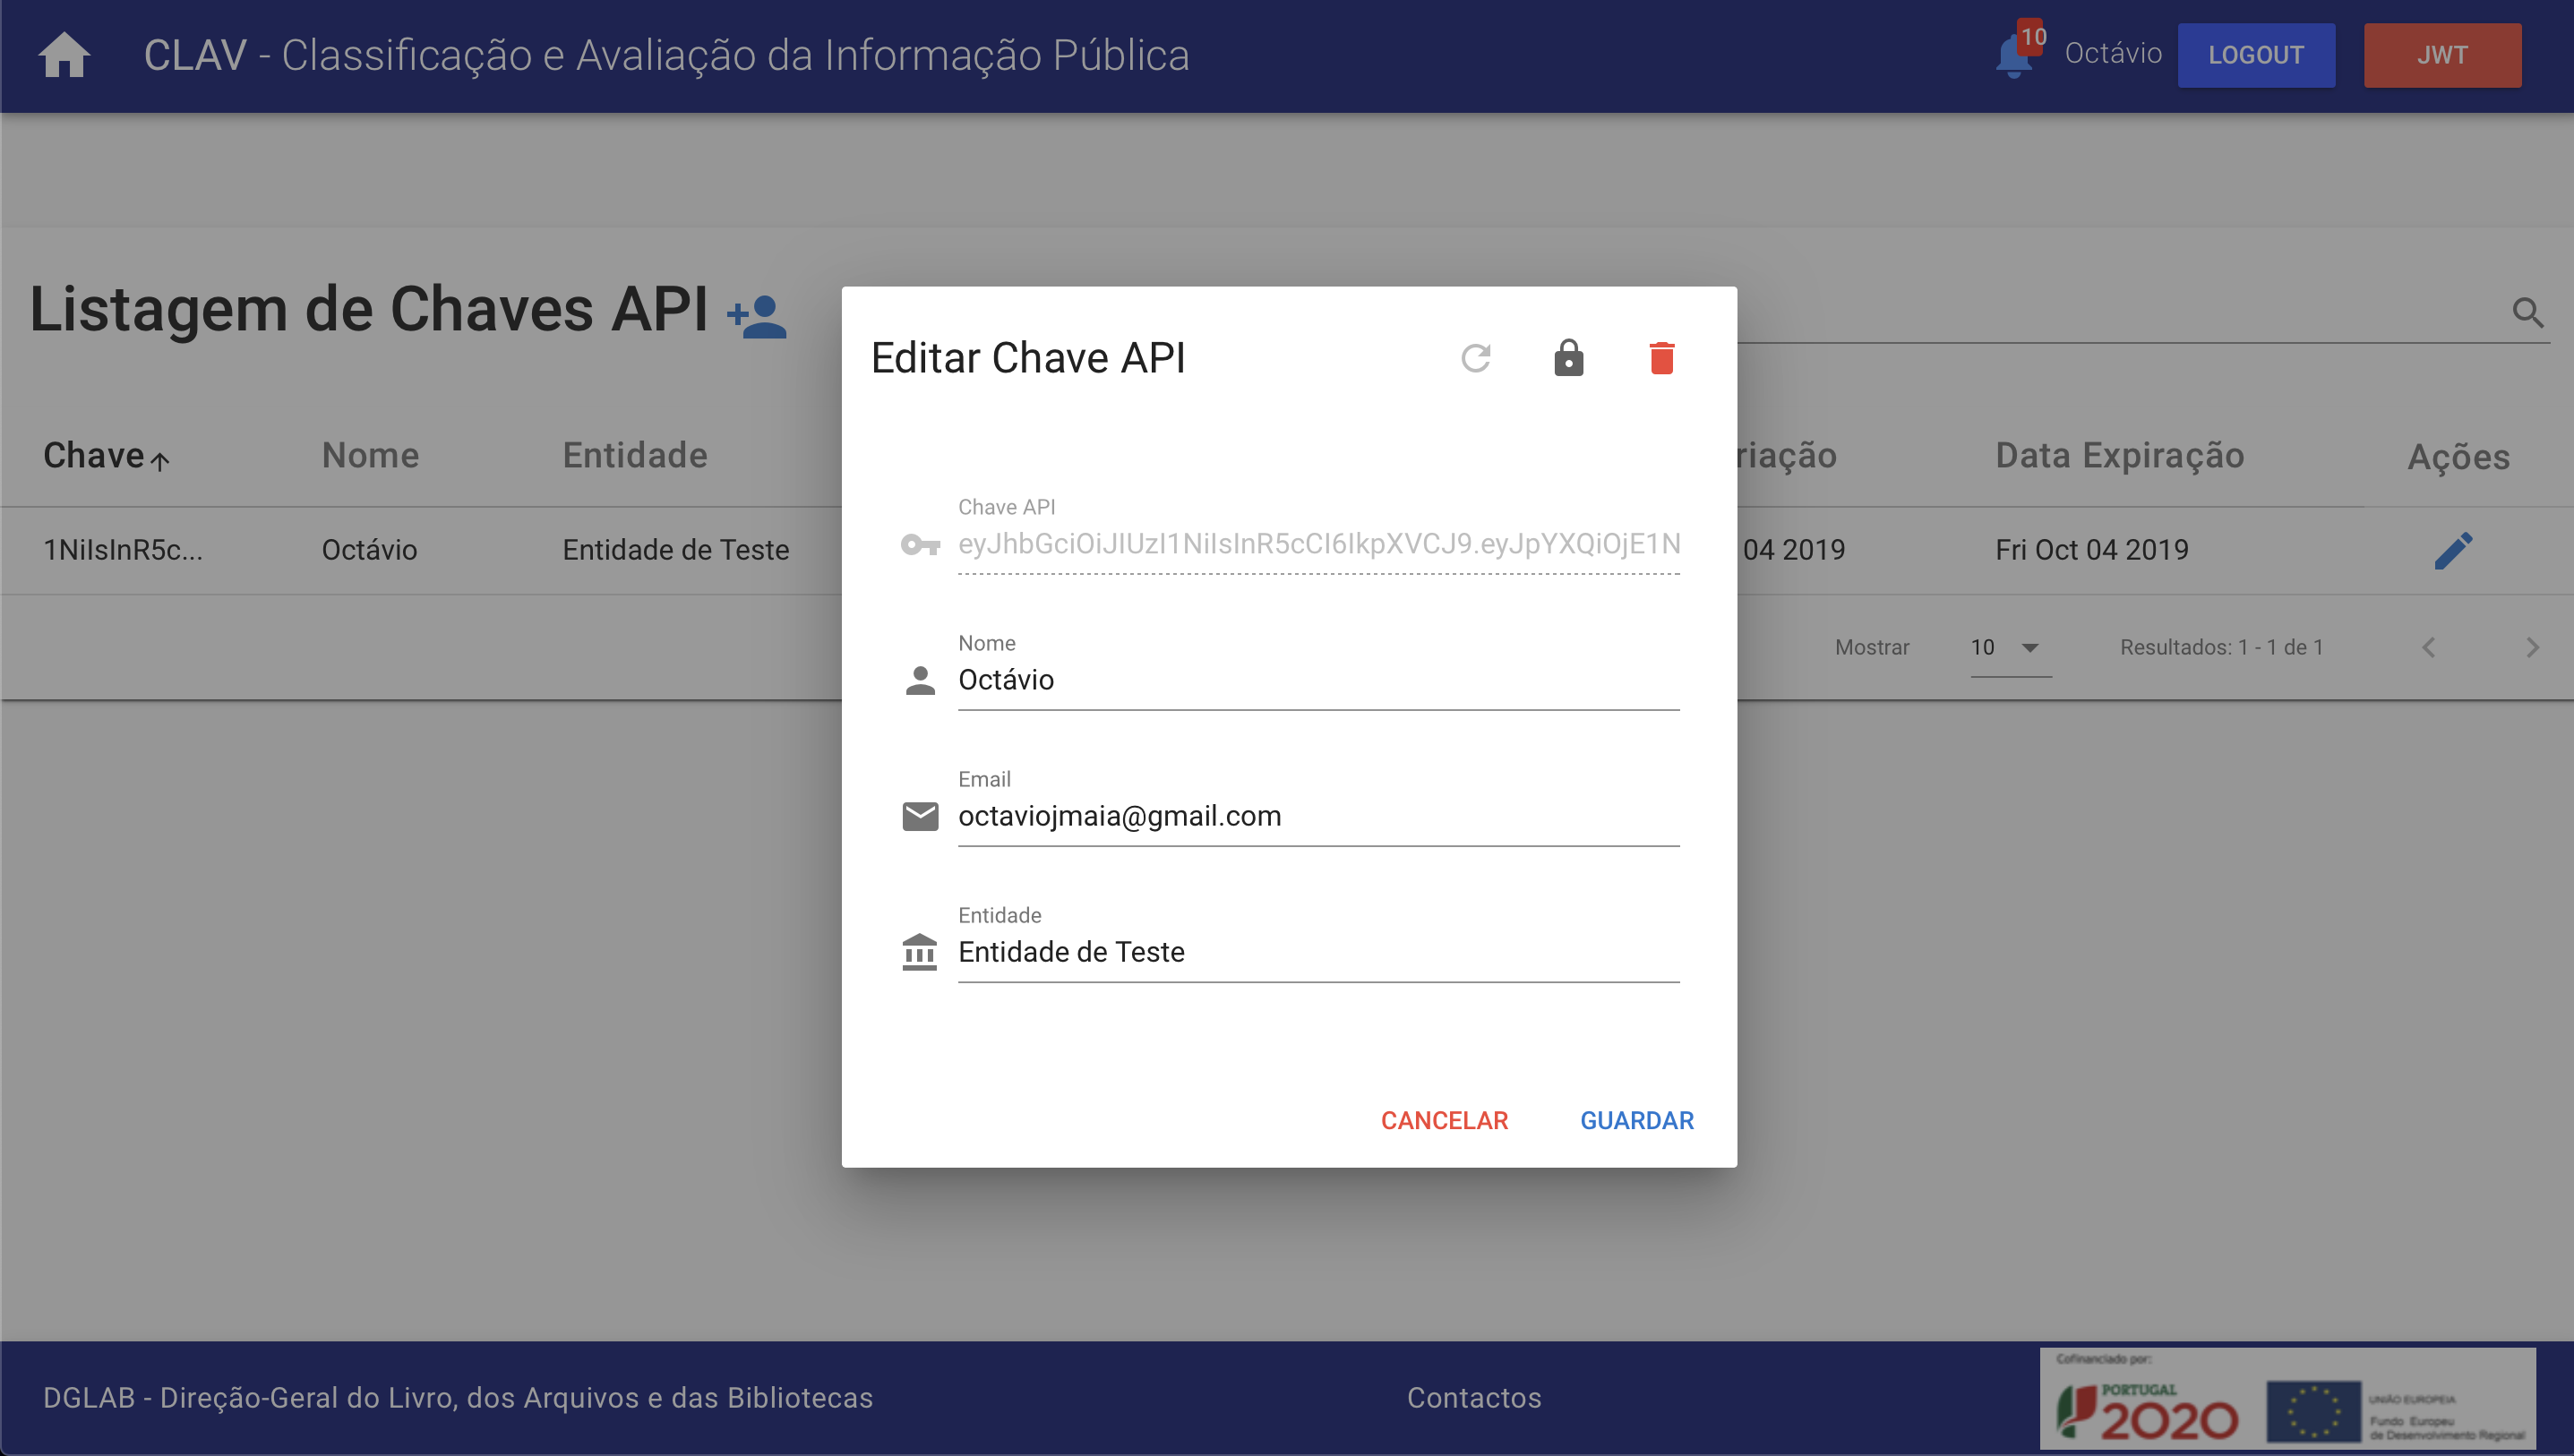 CLAV - Classificação e Avaliação da Informação Pública
10
Octávio
LOGOUT
JWT
Listagem de Chaves API
Chave
Nome
Entidade
riação
Data Expiração
Ações
1NiIsInR5c...
Octávio
Entidade de Teste
04 2019
Fri Oct 04 2019
Mostrar
10
Resultados: 1 - 1 de 1
Editar Chave API
Chave API
eyJhbGciOiJIUzI1NiIsInR5cCI6IkpXVCJ9.eyJpYXQiOjE1N
Nome
Octávio
Email
octaviojmaia@gmail.com
Entidade
Entidade de Teste
CANCELAR
GUARDAR
DGLAB - Direção-Geral do Livro, dos Arquivos e das Bibliotecas
Contactos
Cofinanciado por:
PORTUGAL
2020
UNIÃO EUROPEIA
Fundo Europeu
de Desenvolvimento Regional